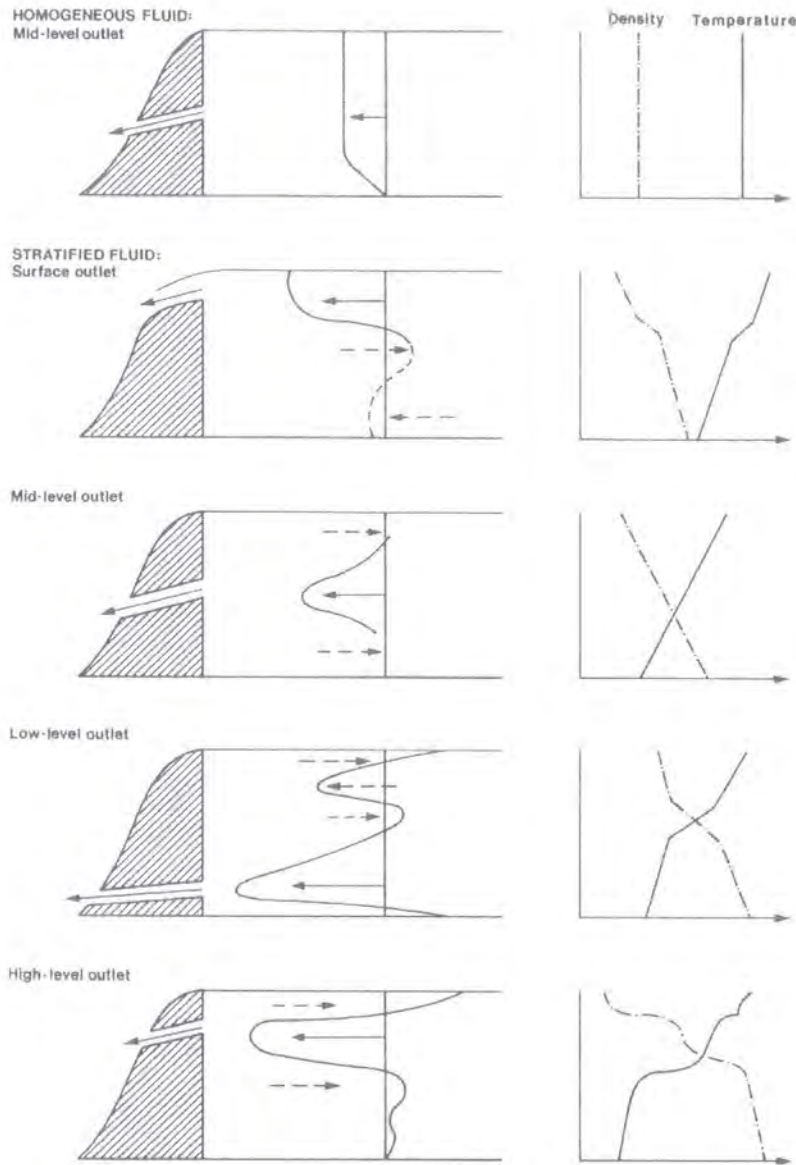 HOMOGENEOUS FLUID:
Mid-level outlet
Density Temperature
STRATIFIED FLUID:
Surface outlet
Mid-level outlet
Low-level outlet
High-level outlet